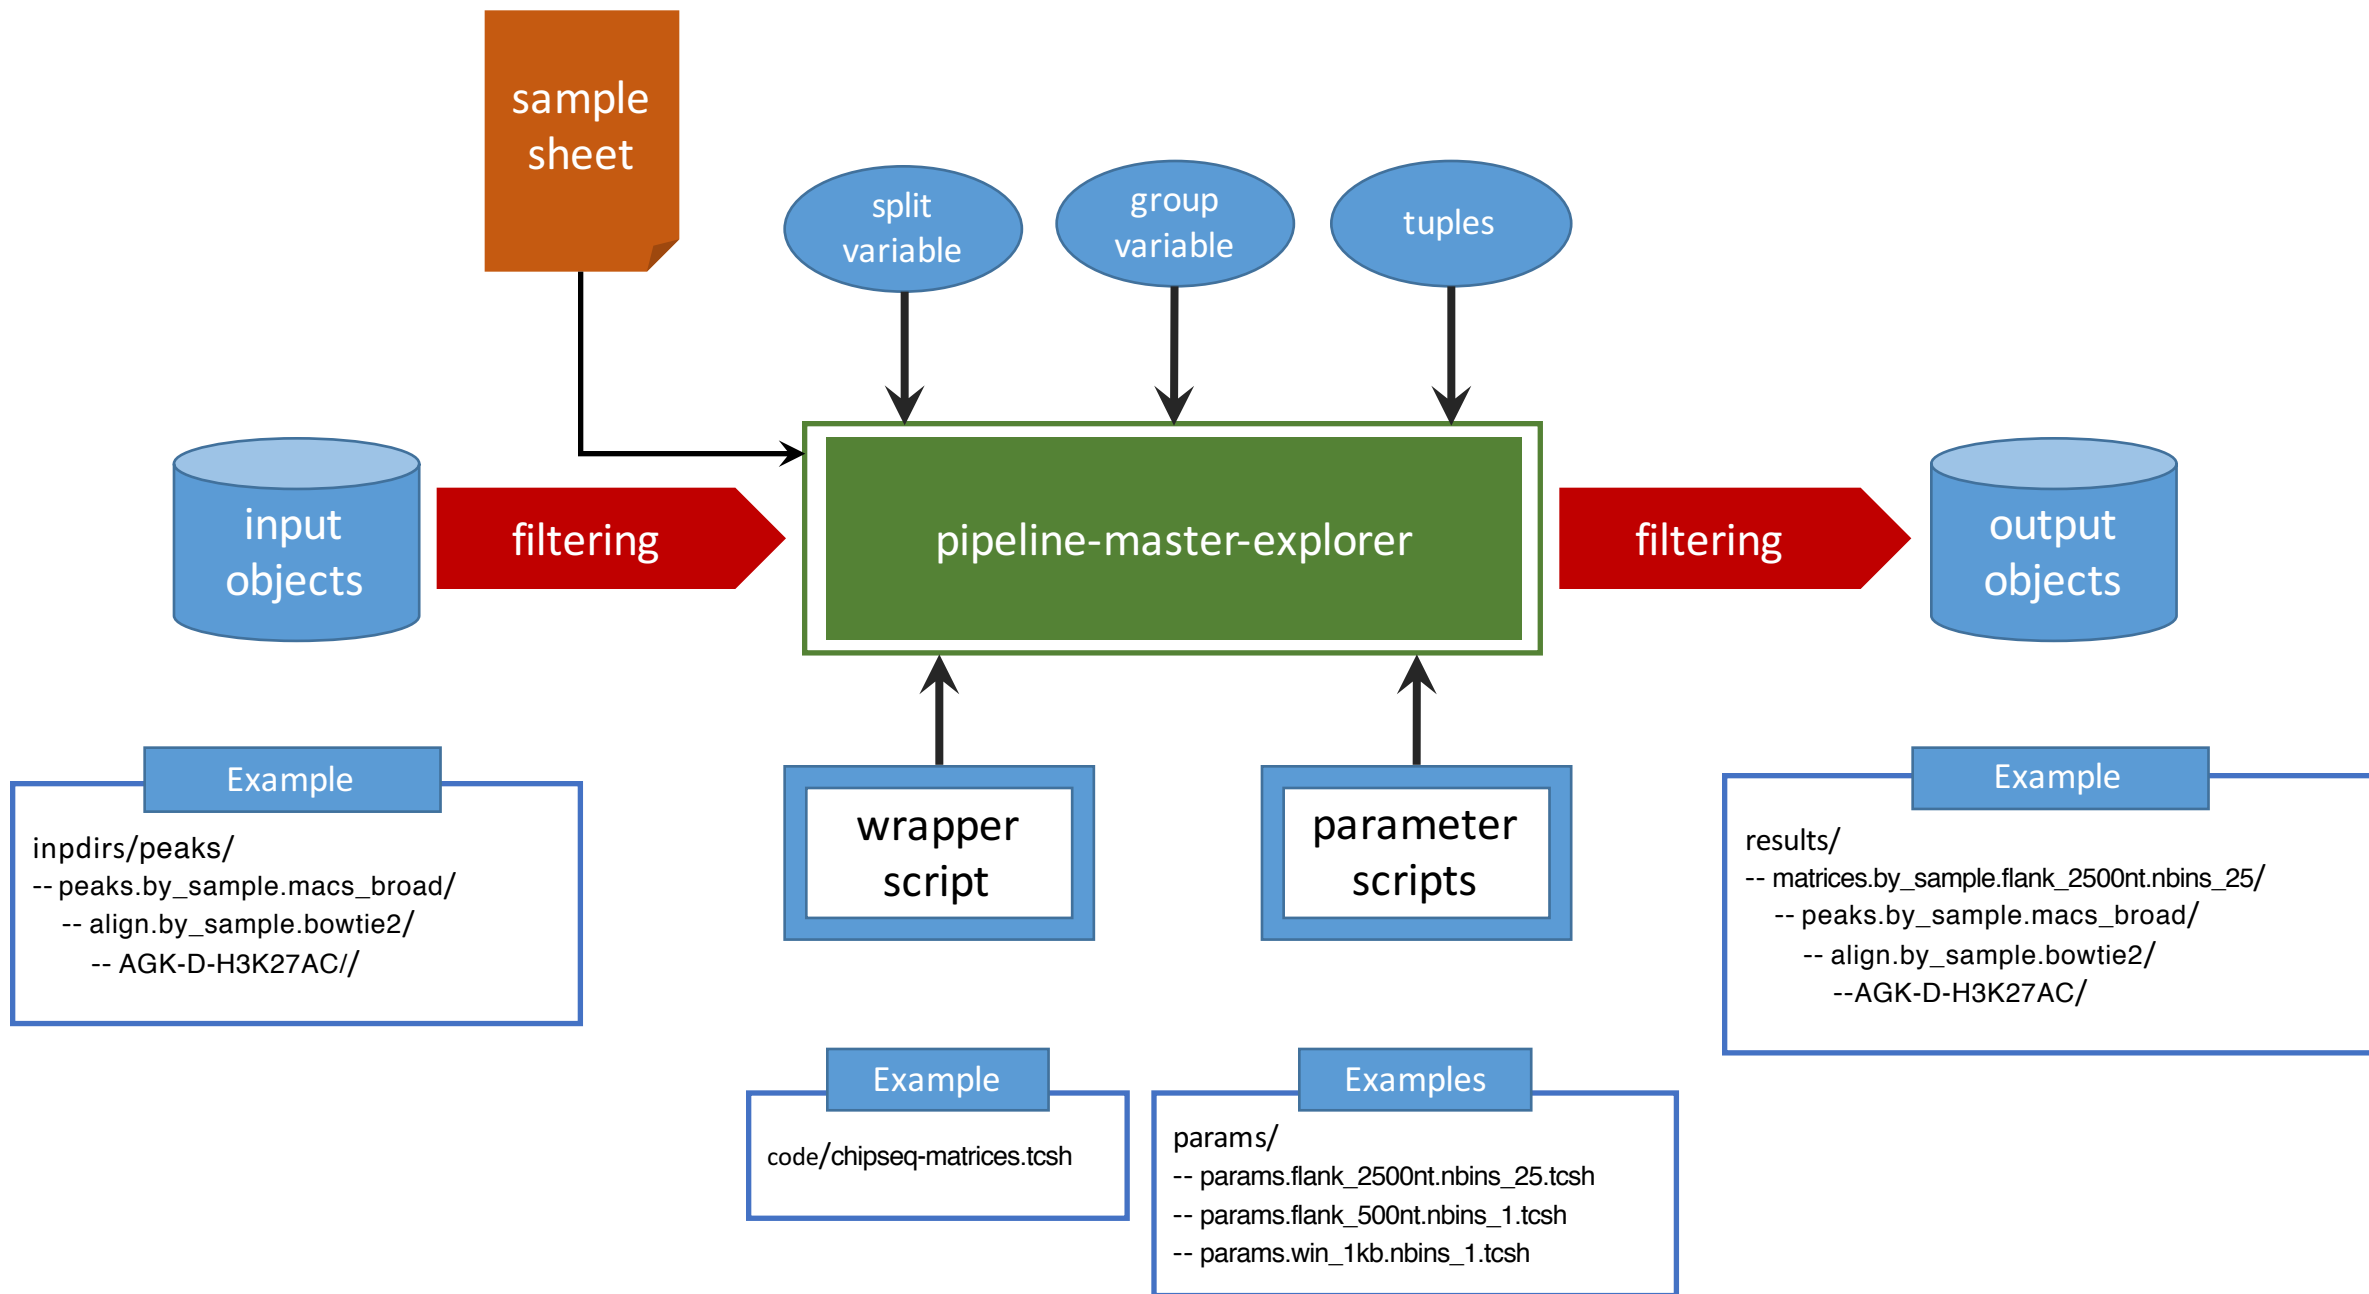 sample
sheet
split
variable
group
variable
tuples
input
objects
filtering
pipeline-master-explorer
filtering
output
objects
Example
inpdirs/peaks/
-- peaks.by_sample.macs_broad/
-- align.by_sample.bowtie2/
-- AGK-D-H3K27AC//
wrapper
script
parameter
scripts
Example
results/
-- matrices.by_sample.flank_2500nt.nbins_25/
-- peaks.by_sample.macs_broad/
-- align.by_sample.bowtie2/
--AGK-D-H3K27AC/
Example
code/chipseq-matrices.tcsh
Examples
params/
-- params.flank_2500nt.nbins_25.tcsh
-- params.flank_500nt.nbins_1.tcsh
-- params.win_1kb.nbins_1.tcsh